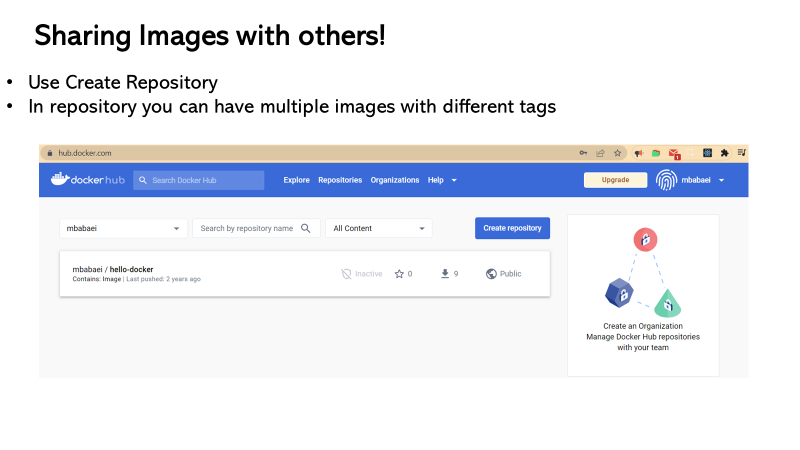 Sharing Images with others!
• Use Create Repository
• In repository you can have multiple images with different tags
hub.docker.com
1
dockerhub Search Docker Hub Explore Repositories Organizations Help Upgrade mbabaei
mbabaei Search by repository name All Content Create repository
mbabaei / hello-docker
Contains: Image | Last pushed: 2 years ago
Inactive 0 9 Public
Create an Organization
Manage Docker Hub repositories
with your team